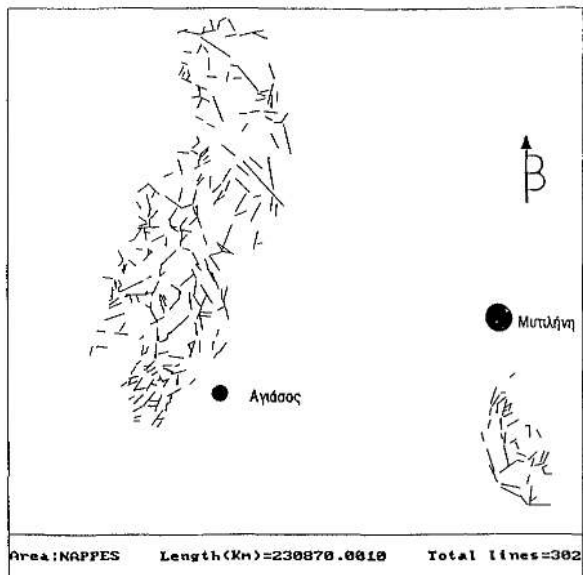 Β
Μυτιλήνη
Αγιάσος
Area:NAPPES Length(Km)=230870.0010 Total lines=302